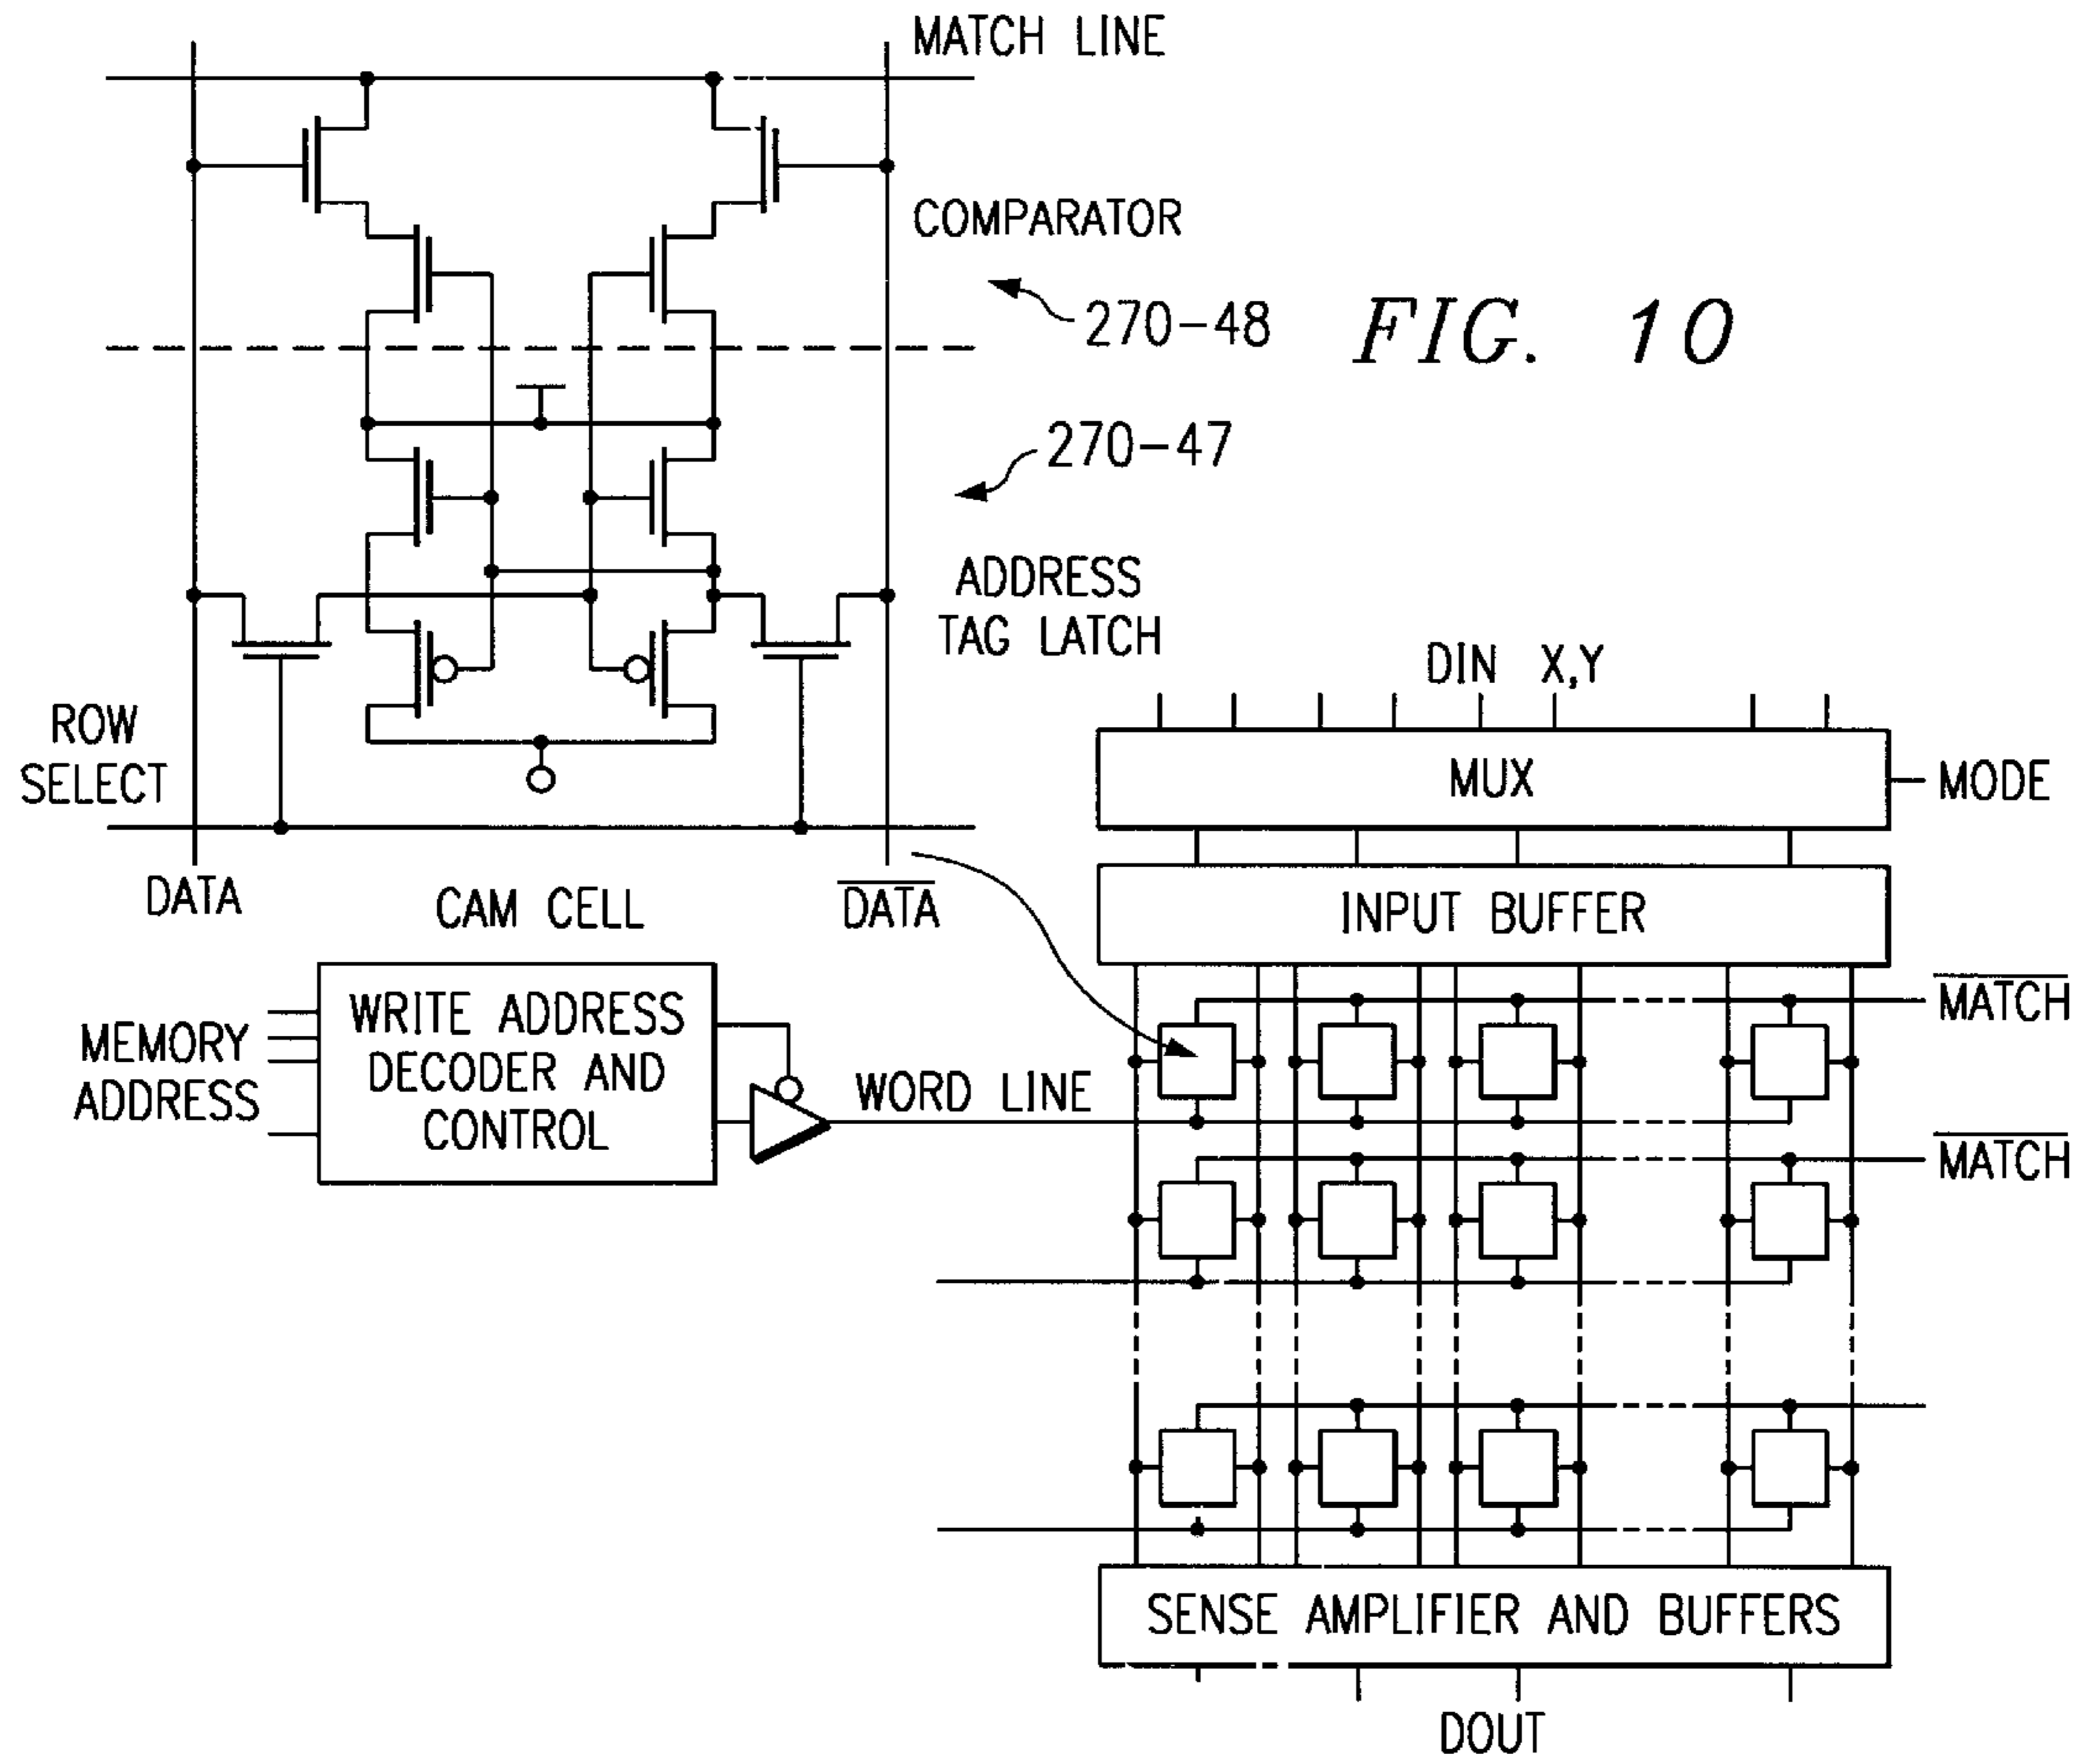 MATCH LINE
COMPARATOR
270-48
FIG. 10
270-47
ADDRESS
TAG LATCH
ROW
SELECT
DATA
CAM CELL
DATA
DIN X,Y
MUX
MODE
INPUT BUFFER
MATCH
MEMORY
ADDRESS
WRITE ADDRESS
DECODER AND
CONTROL
WORD LINE
MATCH
SENSE AMPLIFIER AND BUFFERS
DOUT